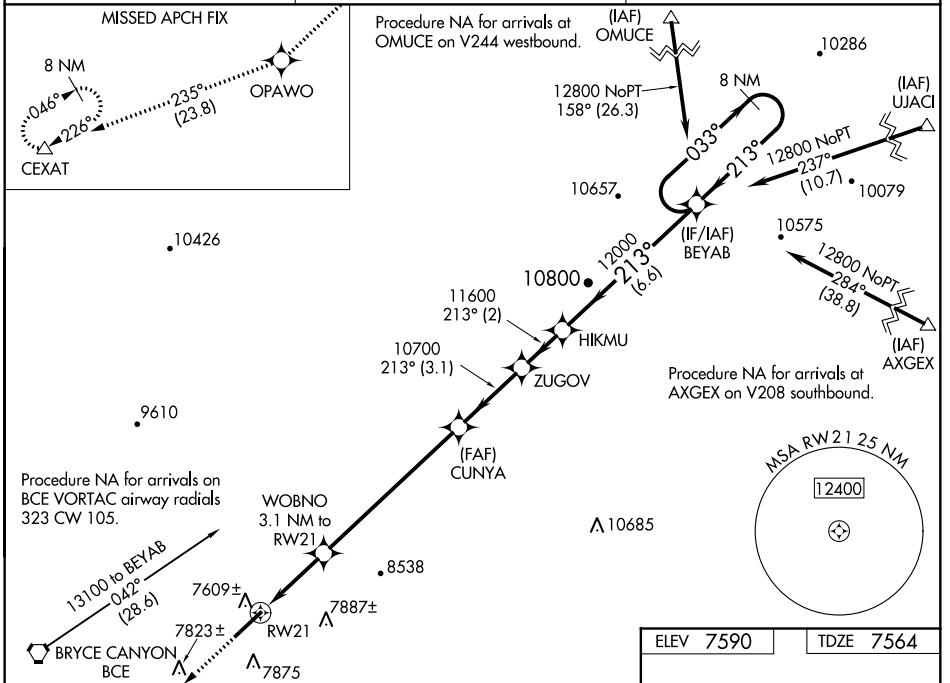 MISSED APCH FIX
8 NM
046°
226°
CEXAT
235°
(23.8)
OPAWO
Procedure NA for arrivals at
OMUCE on V244 westbound.
(IAF)
OMUCE
12800 NoPT
158° (26.3)
8 NM
033°
213°
10286
(IAF)
UJACI
12800 NoPT
237°
(10.7)
10079
10657
(IF/IAF)
BEYAB
10575
12800 NoPT
284°
(38.8)
(IAF)
AXGEX
10426
12000
213°
(6.6)
10800
11600
213° (2)
HIKMU
10700
213° (3.1)
ZUGOV
Procedure NA for arrivals at
AXGEX on V208 southbound.
9610
(FAF)
CUNYA
MSA RW21 25 NM
12400
Procedure NA for arrivals on
BCE VORTAC airway radials
323 CW 105.
WOBNO
3.1 NM to
RW21
10685
13100 to BEYAB
042°
(28.6)
8538
7609±
7887±
RW21
7823±
7875
BRYCE CANYON
BCE
ELEV 7590
TDZE 7564